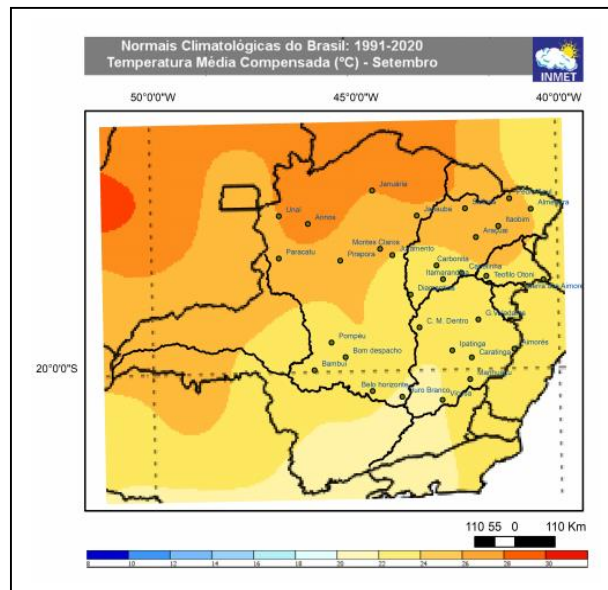 Normais Climatológicas do Brasil: 1991-2020
Temperatura Média Compensada (°C) - Setembro
INMET
50°0'0"W
45°0'0"W
40°0'0"W
Januária
Almenara
Unaí
Arinos
Janaúba
Itaobim
Araçuaí
Montes Claros
Juramento
Paracatu
Pirapora
Carbonita
Itamarandiba
Teofilo Otoni
Diamantina
C. M. Dentro
G.Valadares
Pompéu
Bom despacho
Ipatinga
Caratinga
Aimorés
20°0'0"S
Bambuí
Belo horizonte
Ouro Branco
Viçosa
110 55 0 110 Km
8 10 12 14 16 18 20 22 24 26 28 30